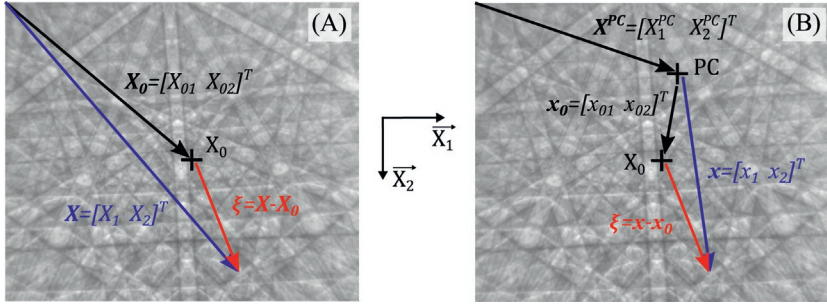 (A)
X₀=[X₀₁ X₀₂]ᵀ
X₀
X=[X₁ X₂]ᵀ
ξ=X-X₀
X₁
X₂
(B)
Xᴾᶜ=[X₁ᴾᶜ X₂ᴾᶜ]ᵀ
PC
x₀=[x₀₁ x₀₂]ᵀ
X₀
x=[x₁ x₂]ᵀ
ξ=x-x₀